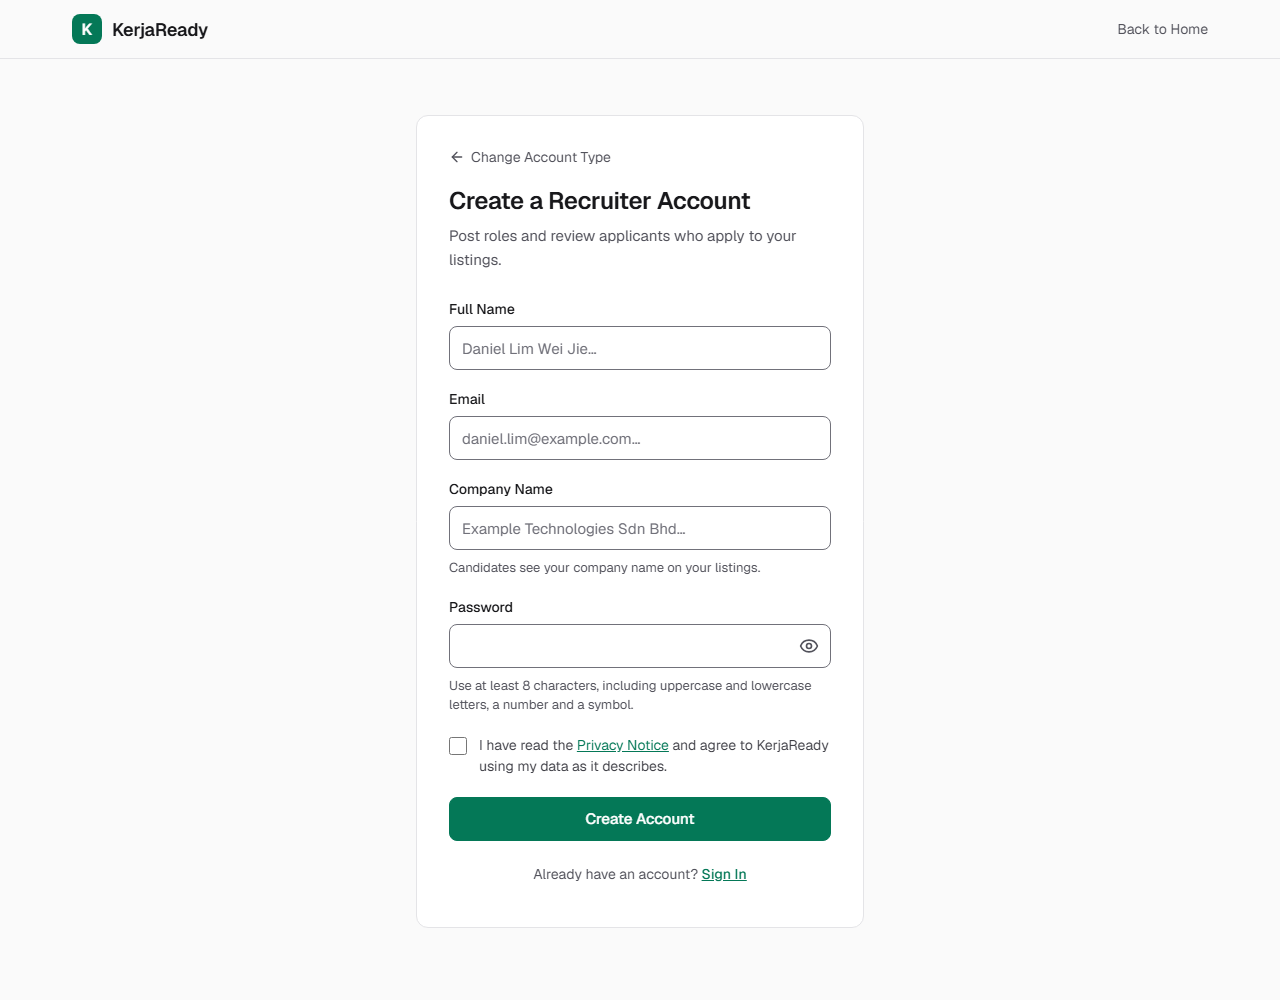 K KerjaReady
Back to Home
Change Account Type
Create a Recruiter Account
Post roles and review applicants who apply to your
listings.
Full Name
Daniel Lim Wei Jie…
Email
daniel.lim@example.com…
Company Name
Example Technologies Sdn Bhd…
Candidates see your company name on your listings.
Password
Use at least 8 characters, including uppercase and lowercase
letters, a number and a symbol.
I have read the Privacy Notice and agree to KerjaReady
using my data as it describes.
Create Account
Already have an account? Sign In